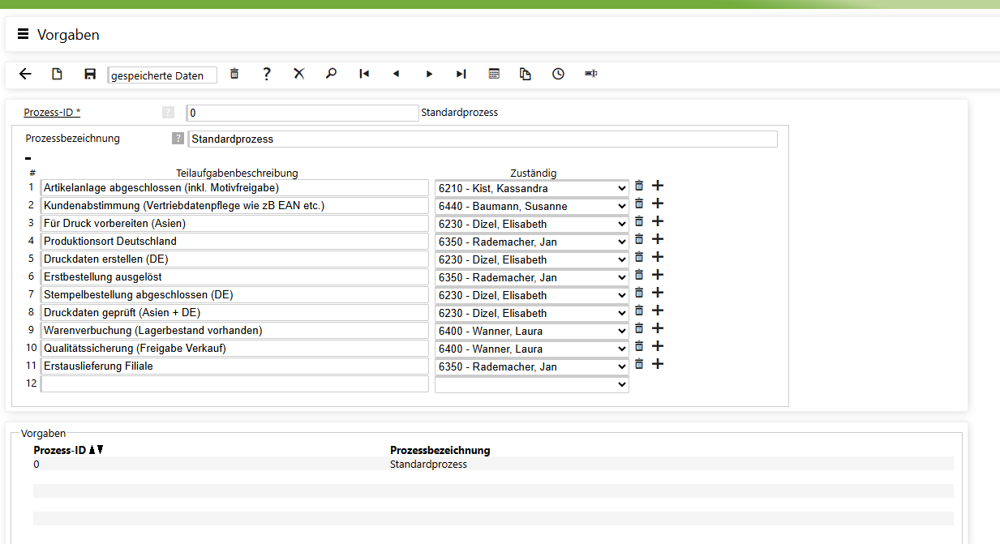 Vorgaben
gespeicherte Daten
Prozess-ID * ? 0 Standardprozess
Prozessbezeichnung ? Standardprozess
# Teilaufgabenbeschreibung Zuständig
1 Artikelanlage abgeschlossen (inkl. Motivfreigabe) 6210 - Kist, Kassandra
2 Kundenabstimmung (Vertriebdatenpflege wie zB EAN etc.) 6440 - Baumann, Susanne
3 Für Druck vorbereiten (Asien) 6230 - Dizel, Elisabeth
4 Produktionsort Deutschland 6350 - Rademacher, Jan
5 Druckdaten erstellen (DE) 6230 - Dizel, Elisabeth
6 Erstbestellung ausgelöst 6350 - Rademacher, Jan
7 Stempelbestellung abgeschlossen (DE) 6230 - Dizel, Elisabeth
8 Druckdaten geprüft (Asien + DE) 6230 - Dizel, Elisabeth
9 Warenverbuchung (Lagerbestand vorhanden) 6400 - Wanner, Laura
10 Qualitätssicherung (Freigabe Verkauf) 6400 - Wanner, Laura
11 Erstauslieferung Filiale 6350 - Rademacher, Jan
12
Vorgaben
Prozess-ID Prozessbezeichnung
0 Standardprozess